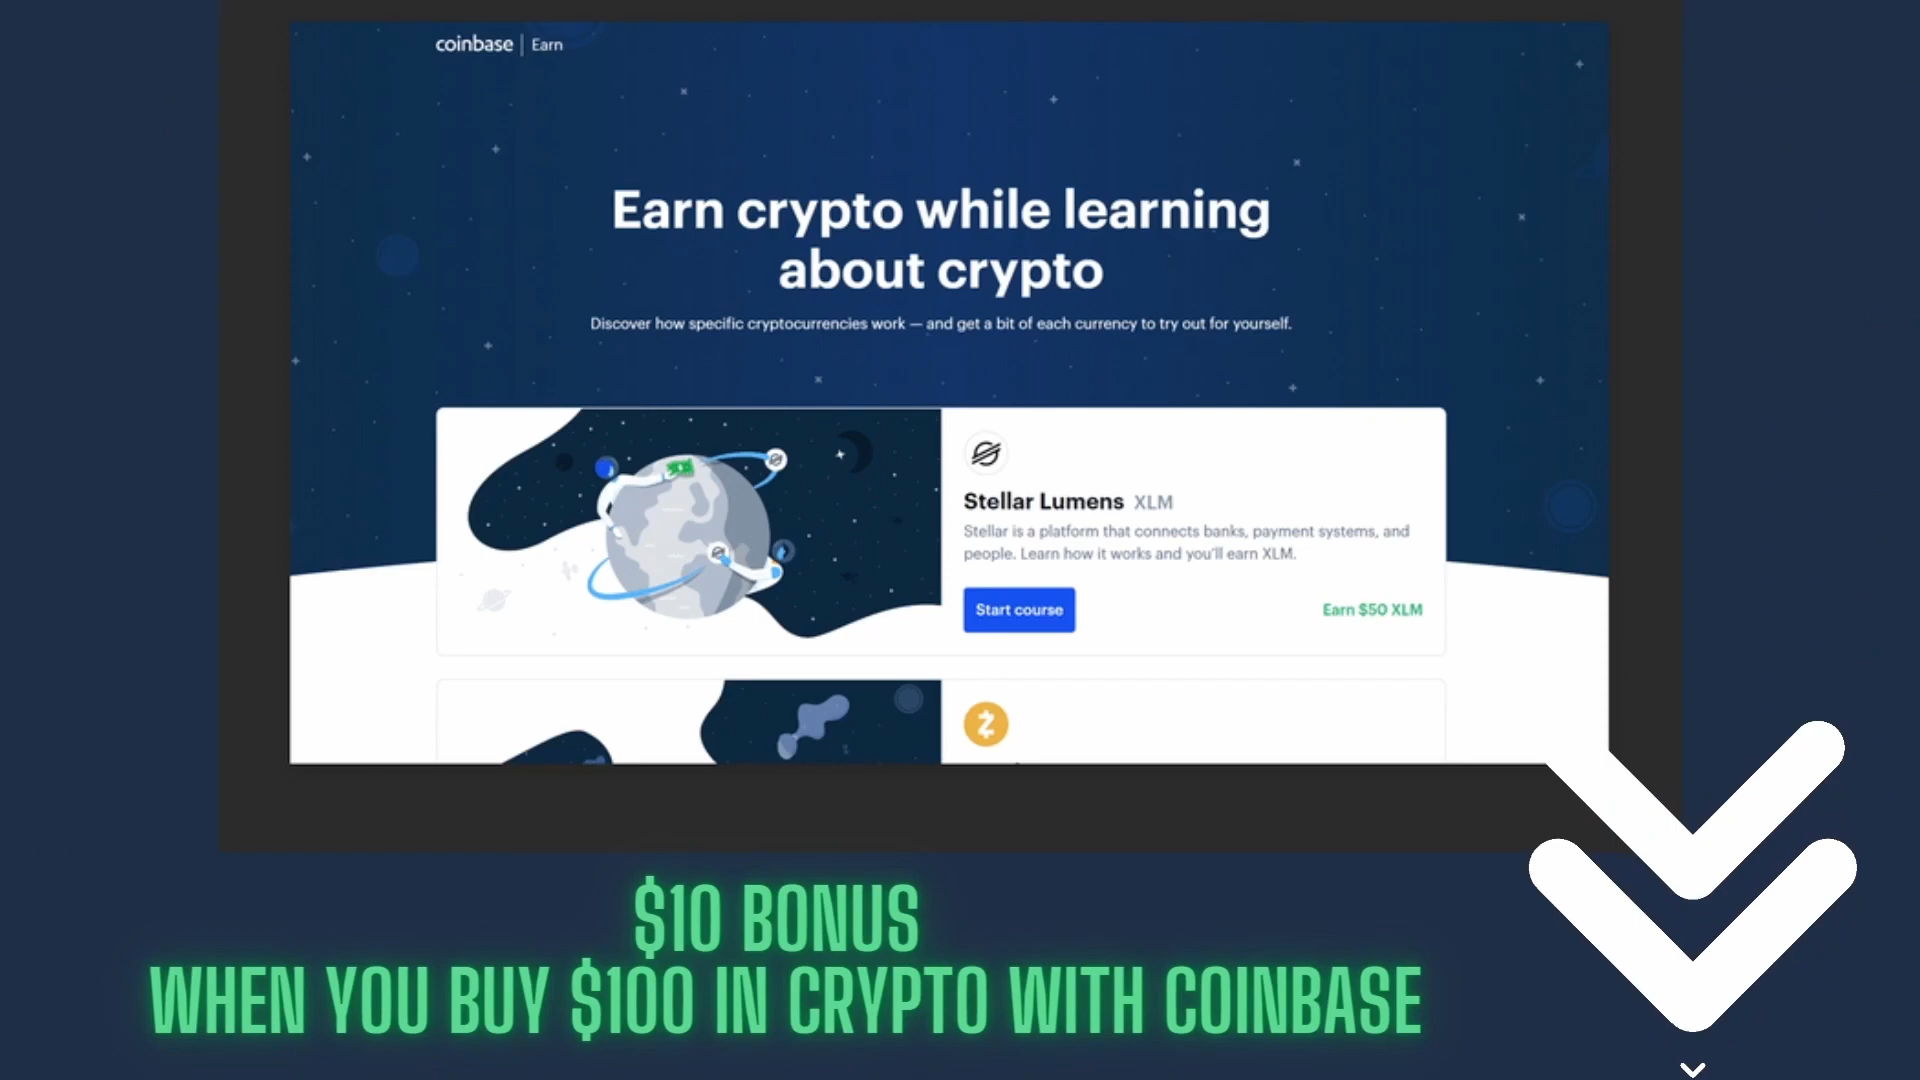 coinbase | Earn
Earn crypto while learning
about crypto
Discover how specific cryptocurrencies work — and get a bit of each currency to try out for yourself.
Stellar Lumens XLM
Stellar is a platform that connects banks, payment systems, and
people. Learn how it works and you'll earn XLM.
Start course
Earn $50 XLM
$10 BONUS
WHEN YOU BUY $100 IN CRYPTO WITH COINBASE